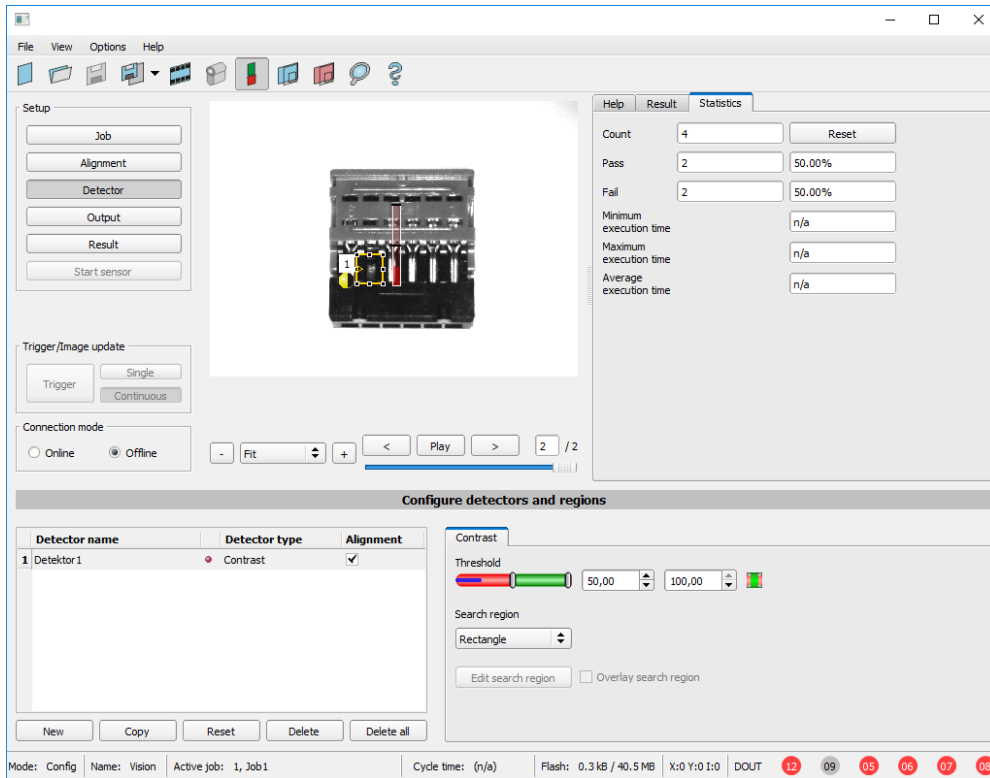 File View Options Help
Setup
Job
Alignment
Detector
Output
Result
Start sensor
Trigger/Image update
Trigger
Single
Continuous
Connection mode
Online Offline
1
- Fit + < Play > 2 / 2
Help Result Statistics
Count 4 Reset
Pass 2 50.00%
Fail 2 50.00%
Minimum
execution time n/a
Maximum
execution time n/a
Average
execution time n/a
Configure detectors and regions
Detector name Detector type Alignment
1 Detektor1 Contrast
New Copy Reset Delete Delete all
Contrast
Threshold
50,00 100,00
Search region
Rectangle
Edit search region Overlay search region
Mode: Config Name: Vision Active job: 1, Job1 Cycle time: (n/a) Flash: 0.3 kB / 40.5 MB X:0 Y:0 I:0 DOUT 12 09 05 06 07 08